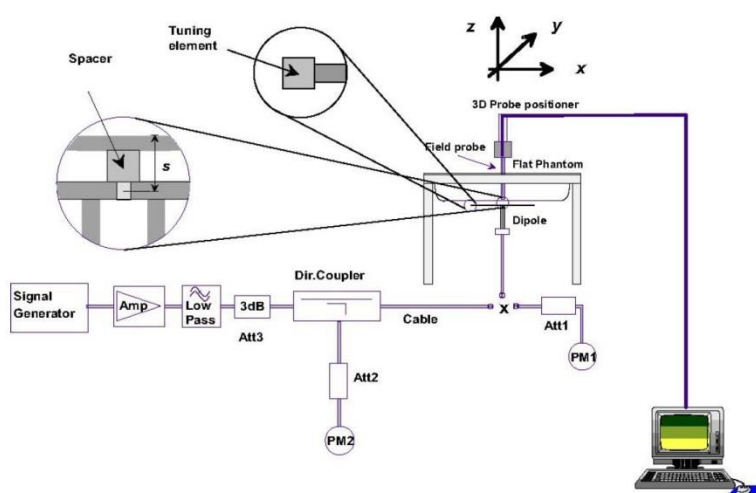 Tuning
element
Spacer
s
z
y
x
3D Probe positioner
Field probe
Flat Phantom
Dipole
Signal
Generator
Amp
Low
Pass
3dB
Att3
Dir.Coupler
Cable
x
Att1
PM1
Att2
PM2